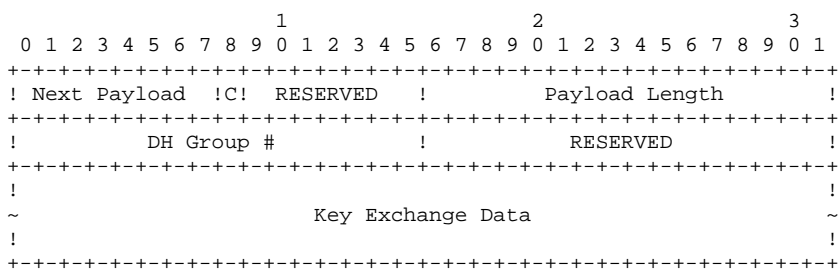 1                   2                   3
 0 1 2 3 4 5 6 7 8 9 0 1 2 3 4 5 6 7 8 9 0 1 2 3 4 5 6 7 8 9 0 1
+-+-+-+-+-+-+-+-+-+-+-+-+-+-+-+-+-+-+-+-+-+-+-+-+-+-+-+-+-+-+-+-+
! Next Payload  !C!  RESERVED   !         Payload Length        !
+-+-+-+-+-+-+-+-+-+-+-+-+-+-+-+-+-+-+-+-+-+-+-+-+-+-+-+-+-+-+-+-+
!          DH Group #           !           RESERVED            !
+-+-+-+-+-+-+-+-+-+-+-+-+-+-+-+-+-+-+-+-+-+-+-+-+-+-+-+-+-+-+-+-+
!                                                               !
~                       Key Exchange Data                       ~
!                                                               !
+-+-+-+-+-+-+-+-+-+-+-+-+-+-+-+-+-+-+-+-+-+-+-+-+-+-+-+-+-+-+-+-+